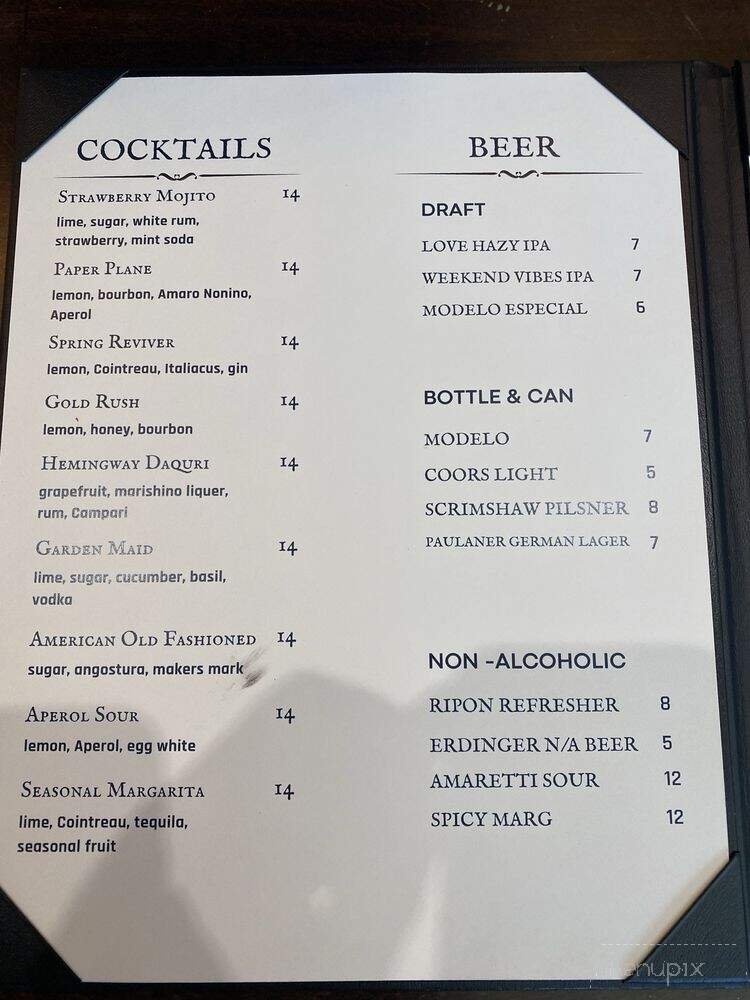 COCKTAILS
Strawberry Mojito 14
lime, sugar, white rum,
strawberry, mint soda
Paper Plane 14
lemon, bourbon, Amaro Nonino,
Aperol
Spring Reviver 14
lemon, Cointreau, Italiacus, gin
Gold Rush 14
lemon, honey, bourbon
Hemingway Daquri 14
grapefruit, marishino liquer,
rum, Campari
Garden Maid 14
lime, sugar, cucumber, basil,
vodka
American Old Fashioned 14
sugar, angostura, makers mark
Aperol Sour 14
lemon, Aperol, egg white
Seasonal Margarita 14
lime, Cointreau, tequila,
seasonal fruit
BEER
DRAFT
LOVE HAZY IPA 7
WEEKEND VIBES IPA 7
MODELO ESPECIAL 6
BOTTLE & CAN
MODELO 7
COORS LIGHT 5
SCRIMSHAW PILSNER 8
PAULANER GERMAN LAGER 7
NON -ALCOHOLIC
RIPON REFRESHER 8
ERDINGER N/A BEER 5
AMARETTI SOUR 12
SPICY MARG 12
menupix